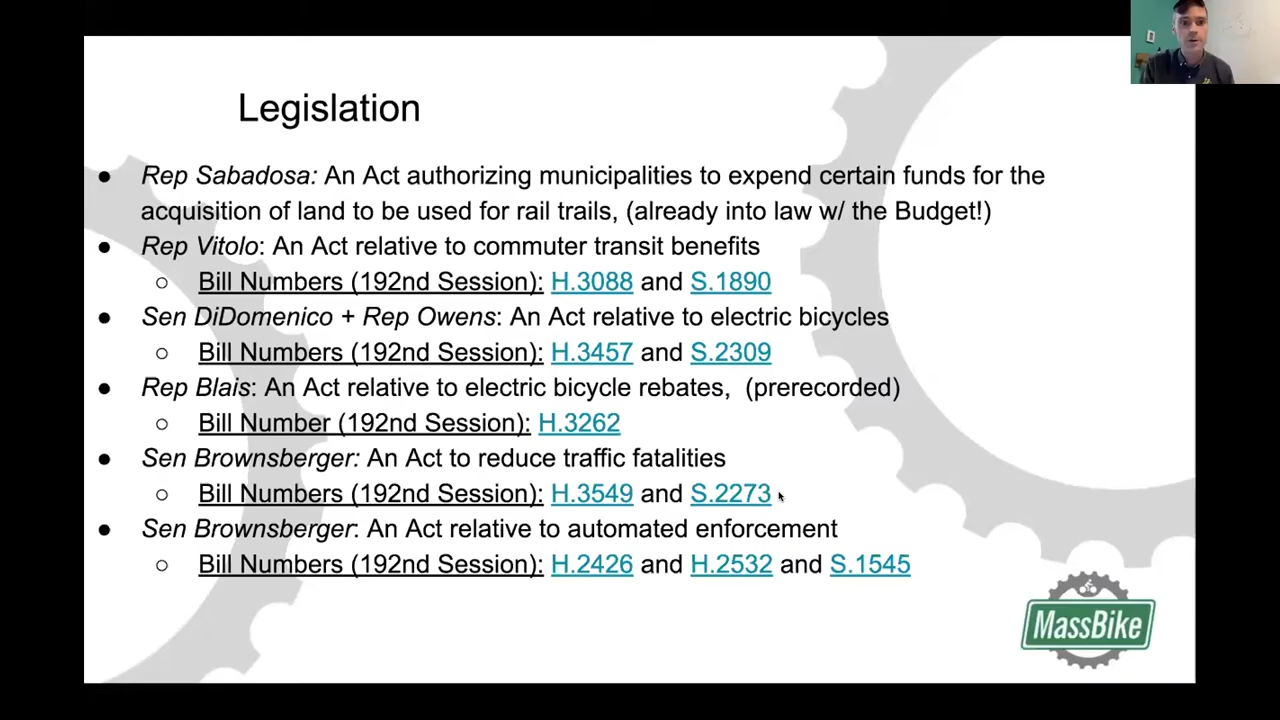 Legislation
● Rep Sabadosa: An Act authorizing municipalities to expend certain funds for the
acquisition of land to be used for rail trails, (already into law w/ the Budget!)
● Rep Vitolo: An Act relative to commuter transit benefits
○ Bill Numbers (192nd Session): H.3088 and S.1890
● Sen DiDomenico + Rep Owens: An Act relative to electric bicycles
○ Bill Numbers (192nd Session): H.3457 and S.2309
● Rep Blais: An Act relative to electric bicycle rebates, (prerecorded)
○ Bill Number (192nd Session): H.3262
● Sen Brownsberger: An Act to reduce traffic fatalities
○ Bill Numbers (192nd Session): H.3549 and S.2273
● Sen Brownsberger: An Act relative to automated enforcement
○ Bill Numbers (192nd Session): H.2426 and H.2532 and S.1545
MassBike